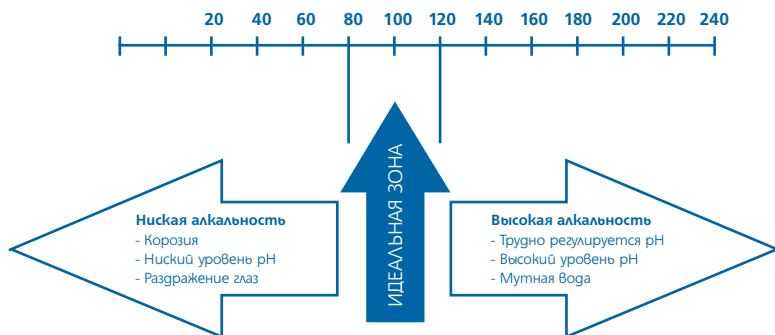 20 40 60 80 100 120 140 160 180 200 220 240
ИДЕАЛЬНАЯ ЗОНА
Ниская алкальность
- Корозия
- Ниский уровень pH
- Раздражение глаз
Высокая алкальность
- Трудно регулируется pH
- Высокий уровень pH
- Мутная вода